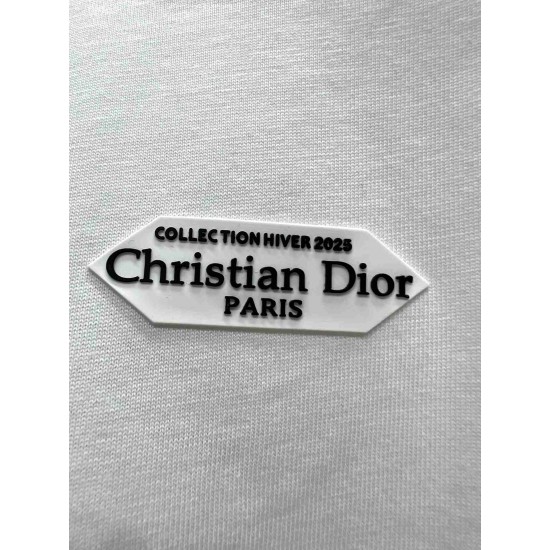 COLLECTION HIVER 2025
Christian Dior
PARIS